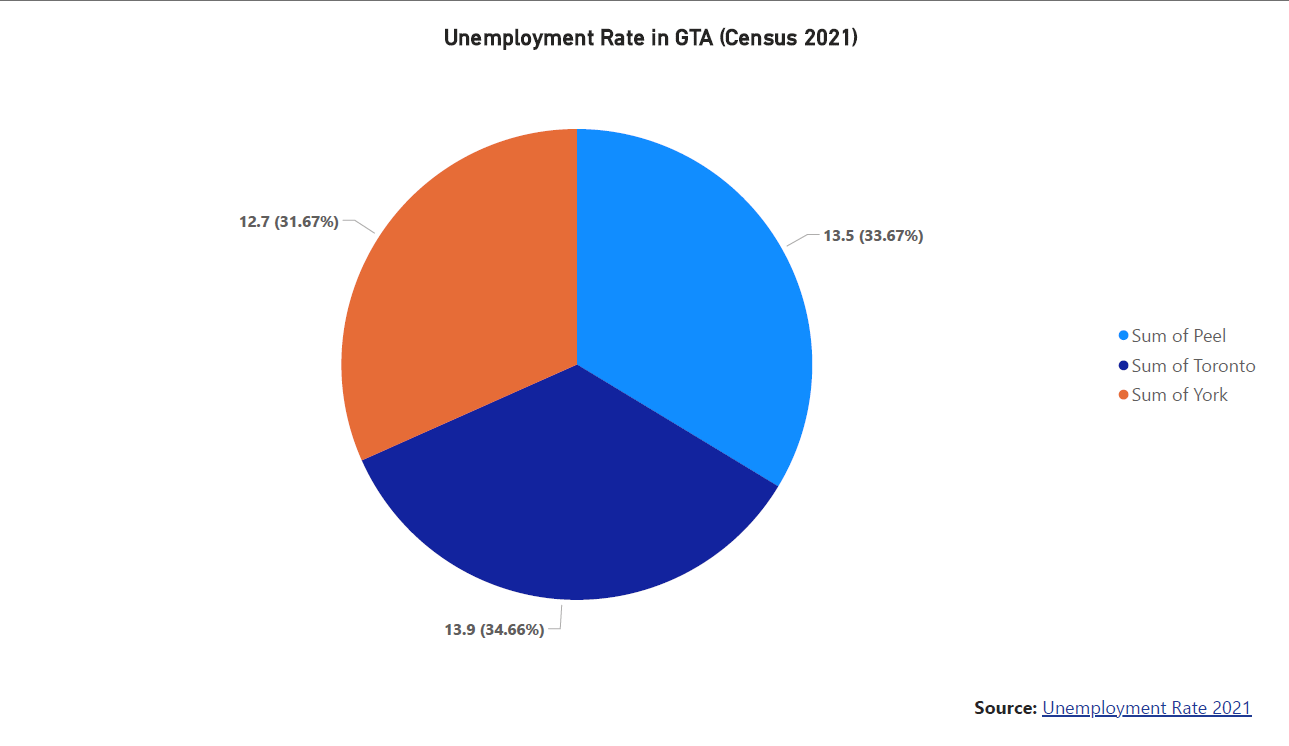 Unemployment Rate in GTA (Census 2021)
12.7 (31.67%)
13.5 (33.67%)
Sum of Peel
Sum of Toronto
Sum of York
13.9 (34.66%)
Source: Unemployment Rate 2021